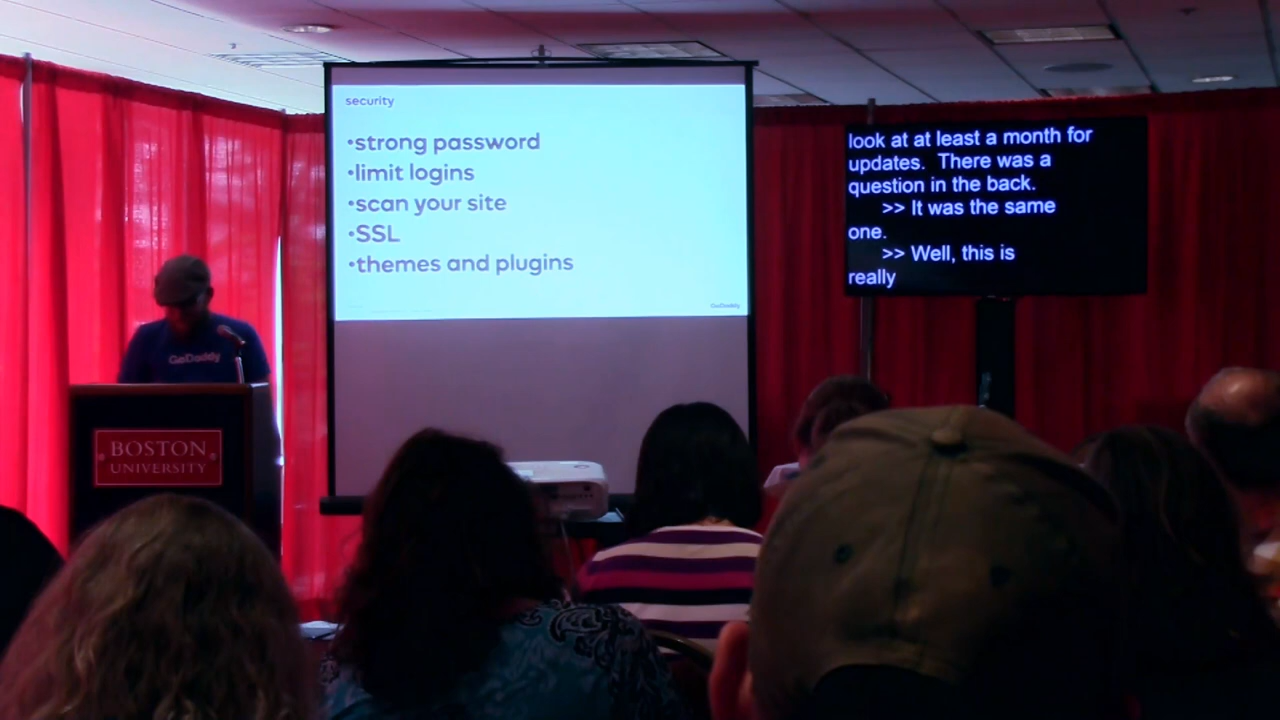 security
•strong password
•limit logins
•scan your site
•SSL
•themes and plugins
GoDaddy
look at at least a month for
updates.  There was a
question in the back.
>> It was the same
one.
>> Well, this is
really
GoDaddy
BOSTON
UNIVERSITY